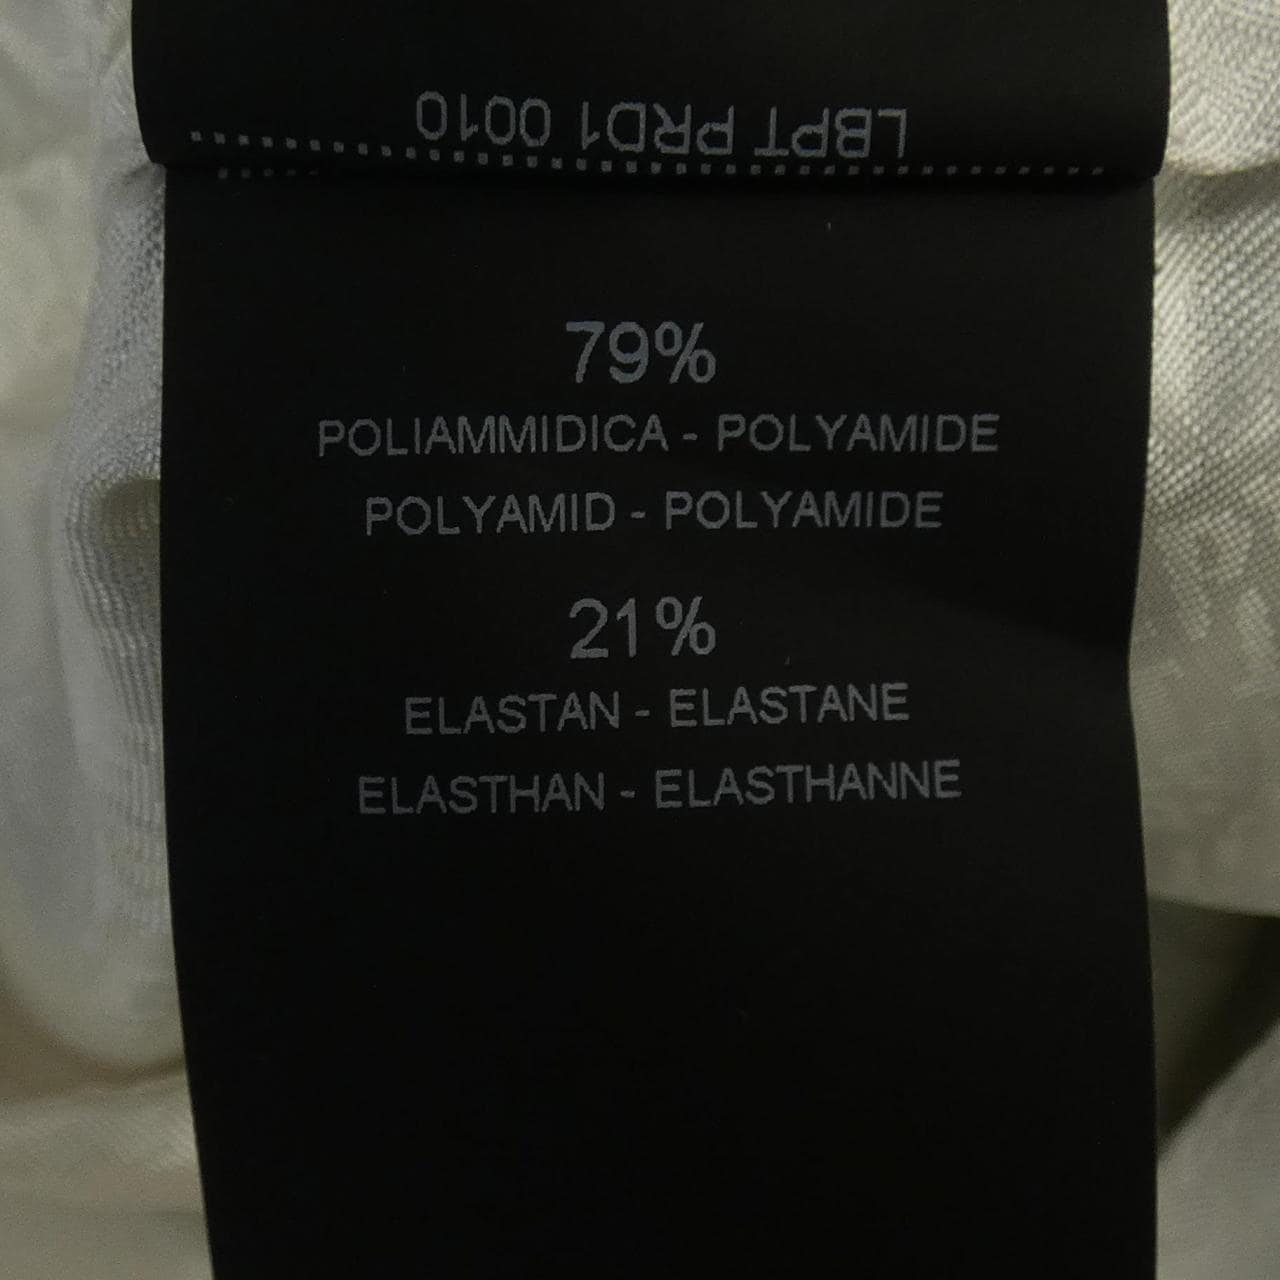 LBPT PRD1 0010
79%
POLIAMMIDICA - POLYAMIDE
POLYAMID - POLYAMIDE
21%
ELASTAN - ELASTANE
ELASTHAN - ELASTHANNE